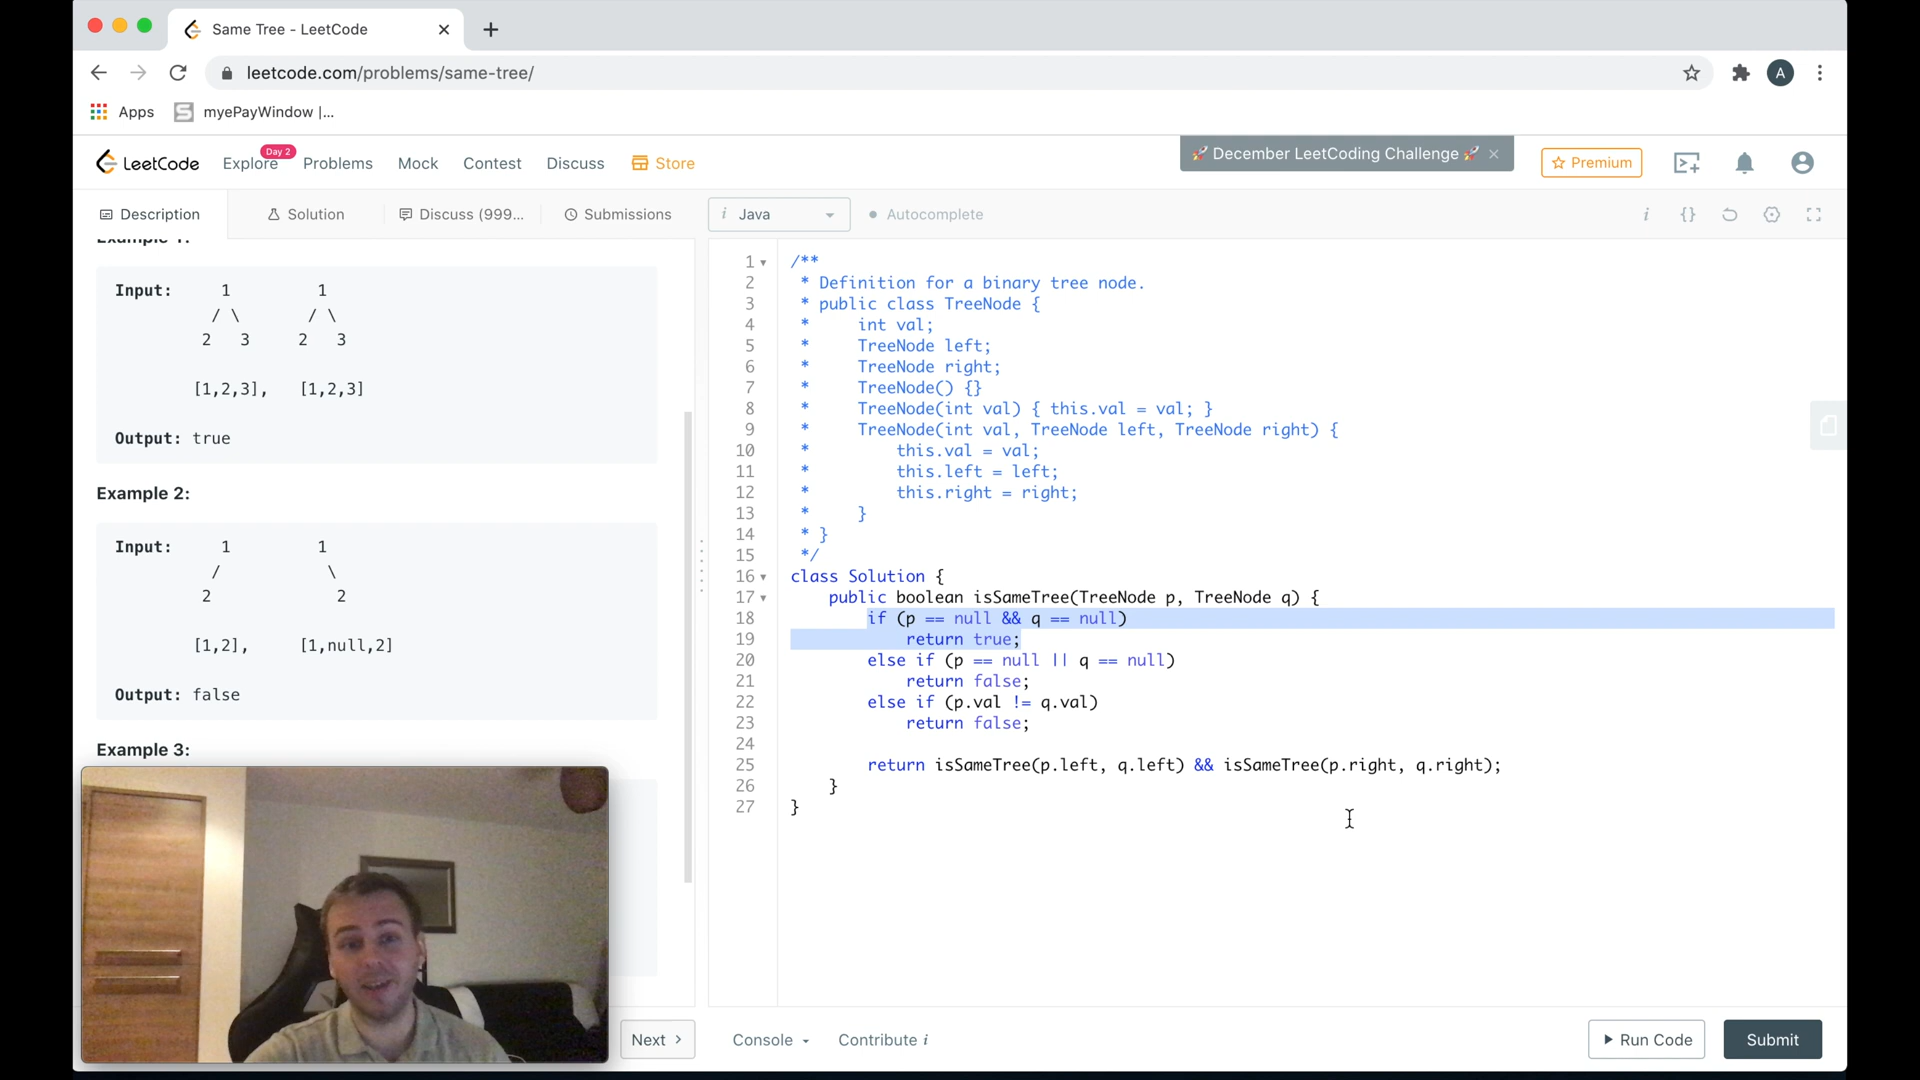 Same Tree - LeetCode
leetcode.com/problems/same-tree/
A
Apps
myePayWindow |...
LeetCode
Explore
Day 2
Problems
Mock
Contest
Discuss
Store
🚀 December LeetCoding Challenge 🚀
Premium
Description
Solution
Discuss (999...
Submissions
i Java
Autocomplete
i
{}
Example 1:
Input: 1 1
/ \ / \
2 3 2 3
[1,2,3], [1,2,3]
Output: true
Example 2:
Input: 1 1
/ \
2 2
[1,2], [1,null,2]
Output: false
Example 3:
1 /**
2 * Definition for a binary tree node.
3 * public class TreeNode {
4 * int val;
5 * TreeNode left;
6 * TreeNode right;
7 * TreeNode() {}
8 * TreeNode(int val) { this.val = val; }
9 * TreeNode(int val, TreeNode left, TreeNode right) {
10 * this.val = val;
11 * this.left = left;
12 * this.right = right;
13 * }
14 * }
15 */
16 class Solution {
17 public boolean isSameTree(TreeNode p, TreeNode q) {
18 if (p == null && q == null)
19 return true;
20 else if (p == null || q == null)
21 return false;
22 else if (p.val != q.val)
23 return false;
24
25 return isSameTree(p.left, q.left) && isSameTree(p.right, q.right);
26 }
27 }
Next
Console
Contribute i
Run Code
Submit